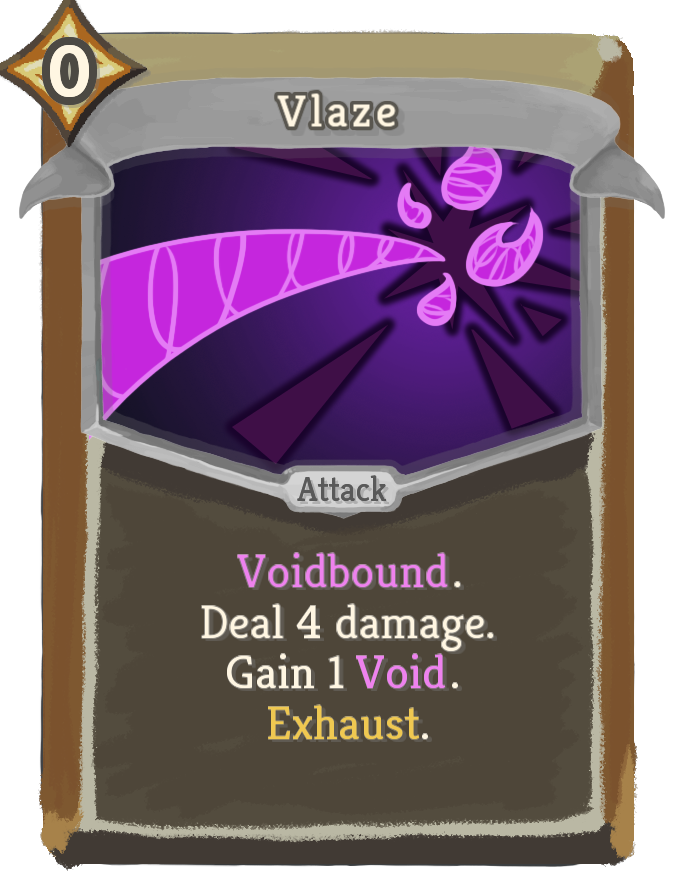 0
Vlaze
Attack
Voidbound.
Deal 4 damage.
Gain 1 Void.
Exhaust.